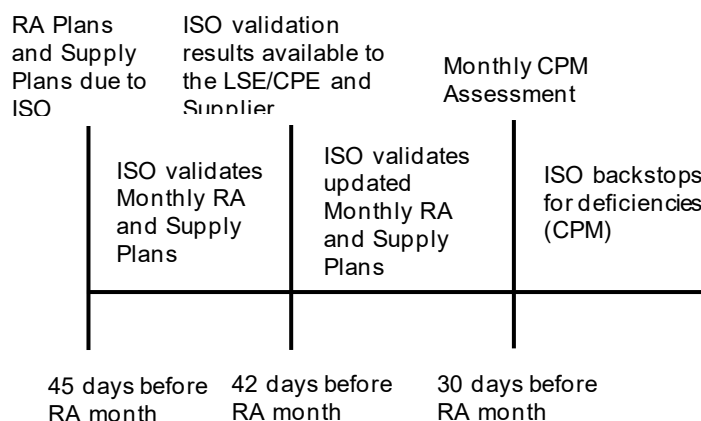 RA Plans
and Supply
Plans due to
ISO
ISO validation
results available to
the LSE/CPE and
Supplier
Monthly CPM
Assessment
ISO validates
Monthly RA
and Supply
Plans
ISO validates
updated
Monthly RA
and Supply
Plans
ISO backstops
for deficiencies
(CPM)
45 days before
RA month
42 days before
RA month
30 days before
RA month